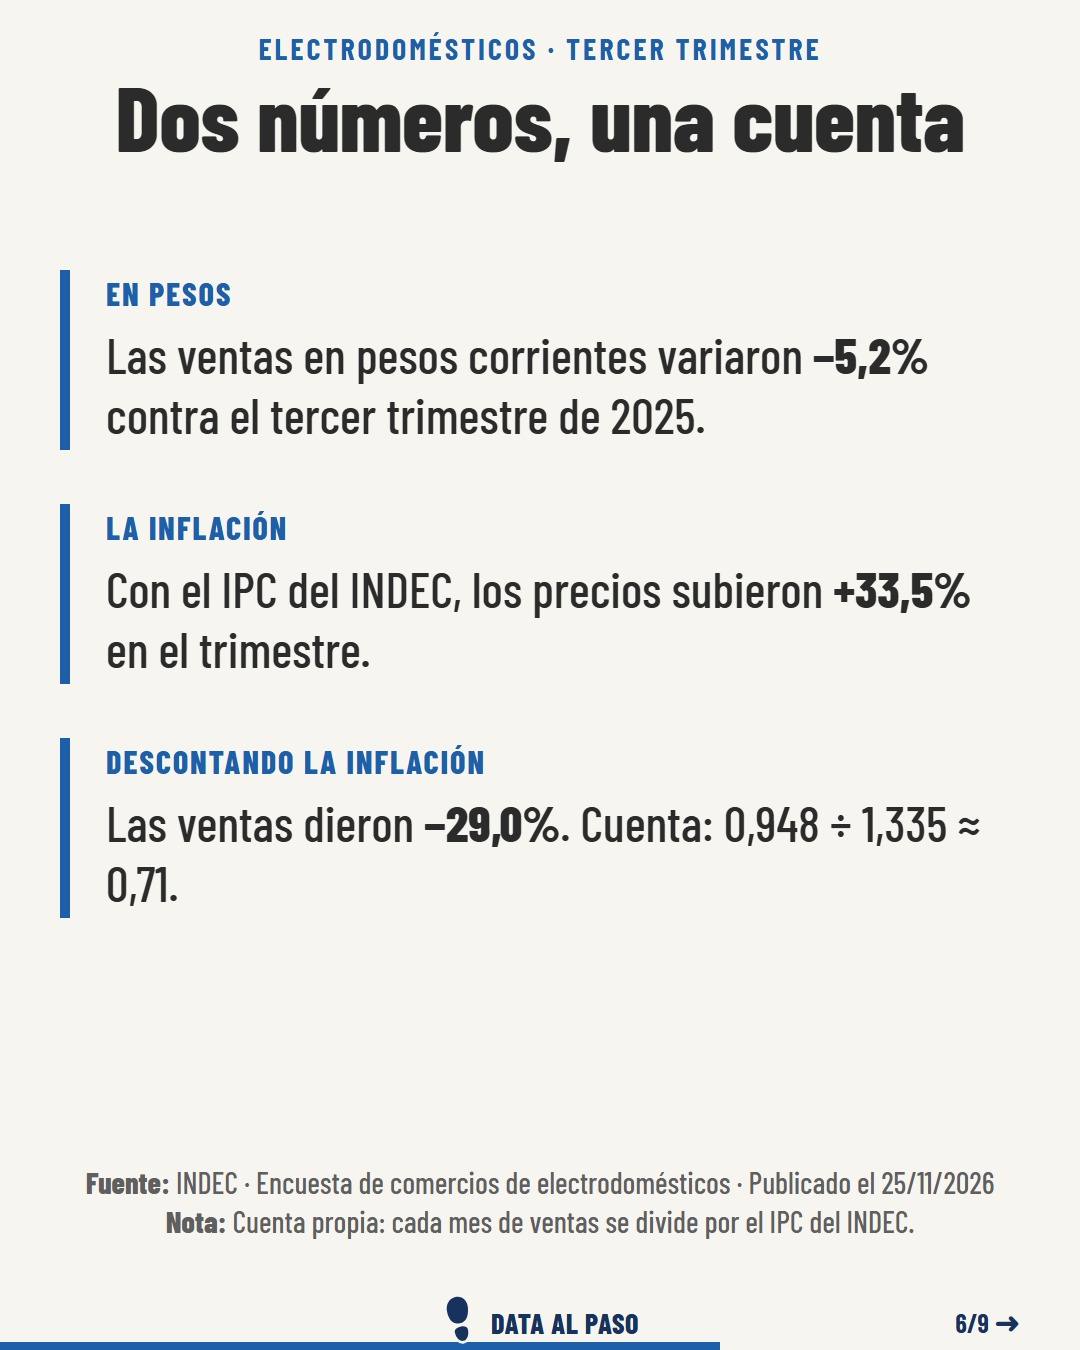 ELECTRODOMÉSTICOS · TERCER TRIMESTRE
Dos números, una cuenta
EN PESOS
Las ventas en pesos corrientes variaron −5,2%
contra el tercer trimestre de 2025.
LA INFLACIÓN
Con el IPC del INDEC, los precios subieron +33,5%
en el trimestre.
DESCONTANDO LA INFLACIÓN
Las ventas dieron −29,0%. Cuenta: 0,948 ÷ 1,335 ≈
0,71.
Fuente: INDEC · Encuesta de comercios de electrodomésticos · Publicado el 25/11/2026
Nota: Cuenta propia: cada mes de ventas se divide por el IPC del INDEC.
DATA AL PASO
6/9 →